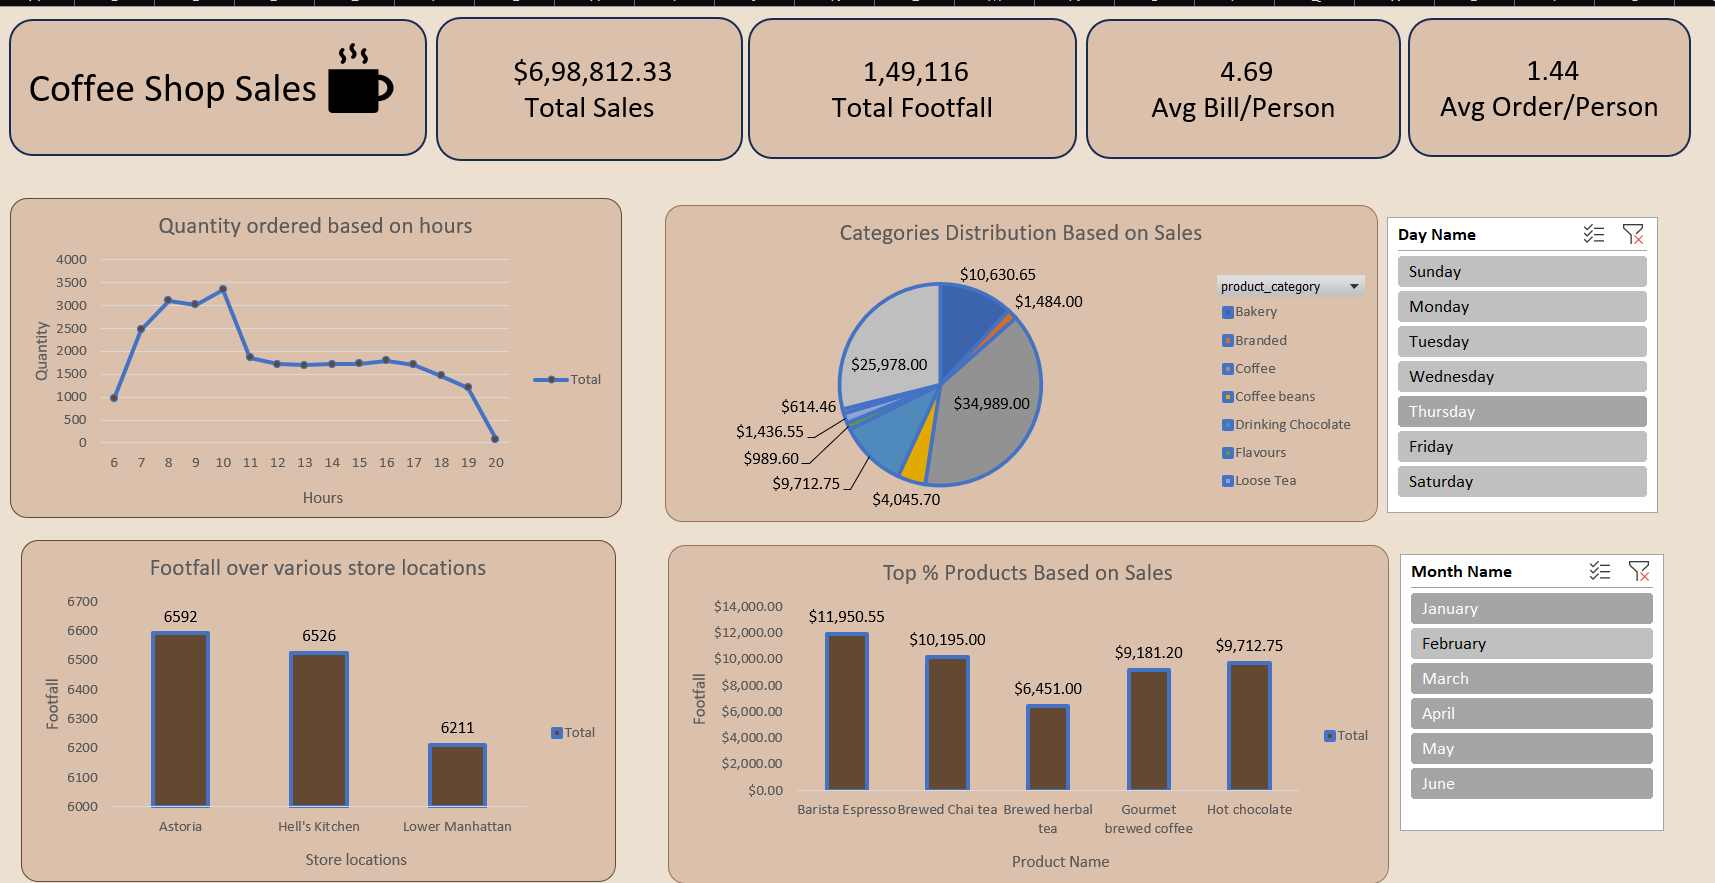 Coffee Shop Sales
$6,98,812.33
Total Sales
1,49,116
Total Footfall
4.69
Avg Bill/Person
1.44
Avg Order/Person
Quantity ordered based on hours
4000
3500
3000
2500
2000
1500
1000
500
0
Quantity
6 7 8 9 10 11 12 13 14 15 16 17 18 19 20
Hours
Total
Categories Distribution Based on Sales
$10,630.65
$1,484.00
$34,989.00
$4,045.70
$9,712.75
$989.60
$1,436.55
$614.46
$25,978.00
product_category
Bakery
Branded
Coffee
Coffee beans
Drinking Chocolate
Flavours
Loose Tea
Day Name
Sunday
Monday
Tuesday
Wednesday
Thursday
Friday
Saturday
Footfall over various store locations
6700
6600
6500
6400
6300
6200
6100
6000
Footfall
6592
6526
6211
Astoria Hell's Kitchen Lower Manhattan
Store locations
Total
Top % Products Based on Sales
$14,000.00
$12,000.00
$10,000.00
$8,000.00
$6,000.00
$4,000.00
$2,000.00
$0.00
Footfall
$11,950.55
$10,195.00
$6,451.00
$9,181.20
$9,712.75
Barista Espresso Brewed Chai tea Brewed herbal Gourmet Hot chocolate
tea brewed coffee
Product Name
Total
Month Name
January
February
March
April
May
June